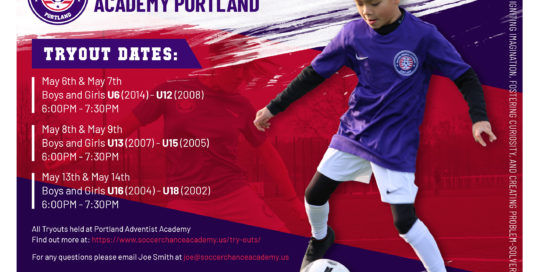 ACADEMY PORTLAND
PORTLAND
TRYOUT DATES:
May 6th & May 7th
Boys and Girls U6 (2014) - U12 (2008)
6:00PM - 7:30PM
May 8th & May 9th
Boys and Girls U13 (2007) - U15 (2005)
6:00PM - 7:30PM
May 13th & May 14th
Boys and Girls U16 (2004) - U18 (2002)
6:00PM - 7:30PM
All Tryouts held at Portland Adventist Academy
Find out more at: https://www.soccerchanceacademy.us/try-outs/
For any questions please email Joe Smith at joe@soccerchanceacademy.us
IGNITING IMAGINATION, FOSTERING CURIOSITY, AND CREATING PROBLEM-SOLVER